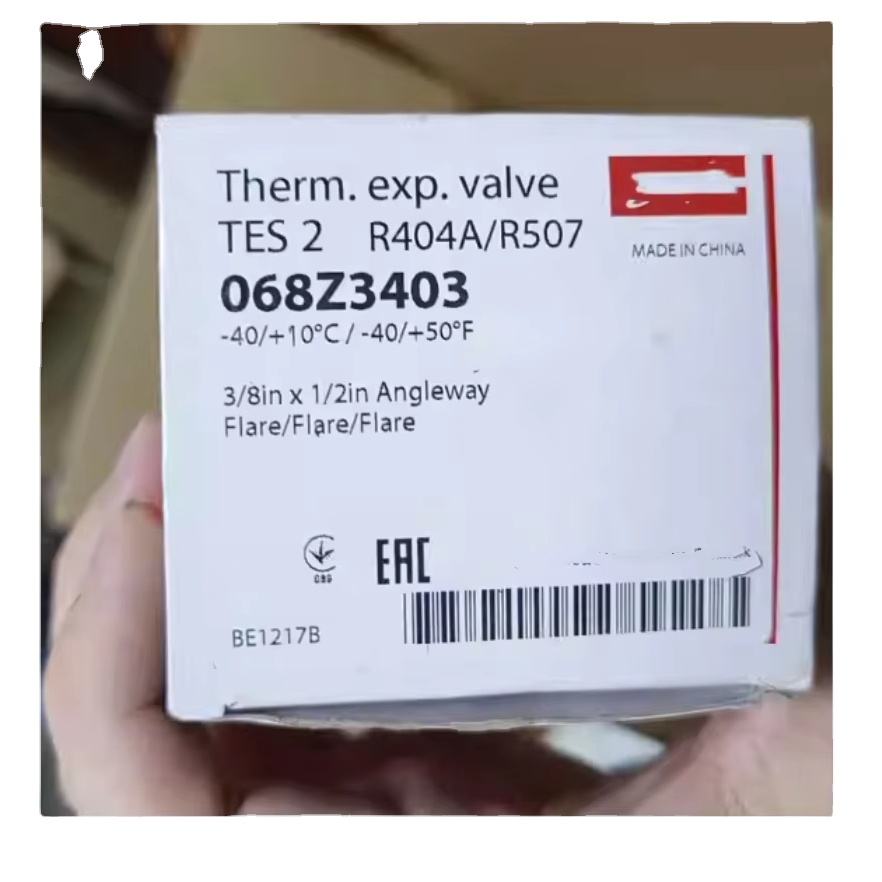 Therm. exp. valve
TES 2 R404A/R507
MADE IN CHINA
068Z3403
-40/+10°C / -40/+50°F
3/8in x 1/2in Angleway
Flare/Flare/Flare
EAC
BE1217B